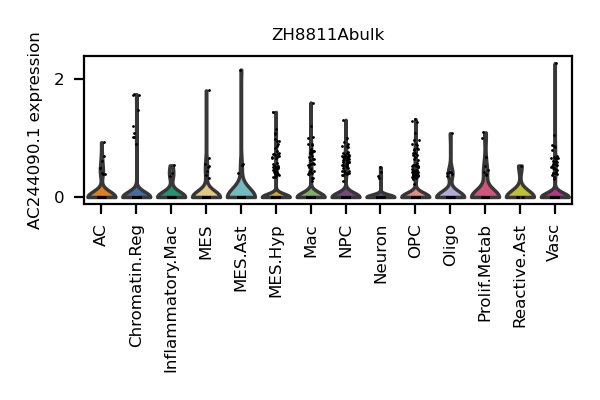 ZH8811Abulk
AC244090.1 expression
2
0
AC
Chromatin.Reg
Inflammatory.Mac
MES
MES.Ast
MES.Hyp
Mac
NPC
Neuron
OPC
Oligo
Prolif.Metab
Reactive.Ast
Vasc